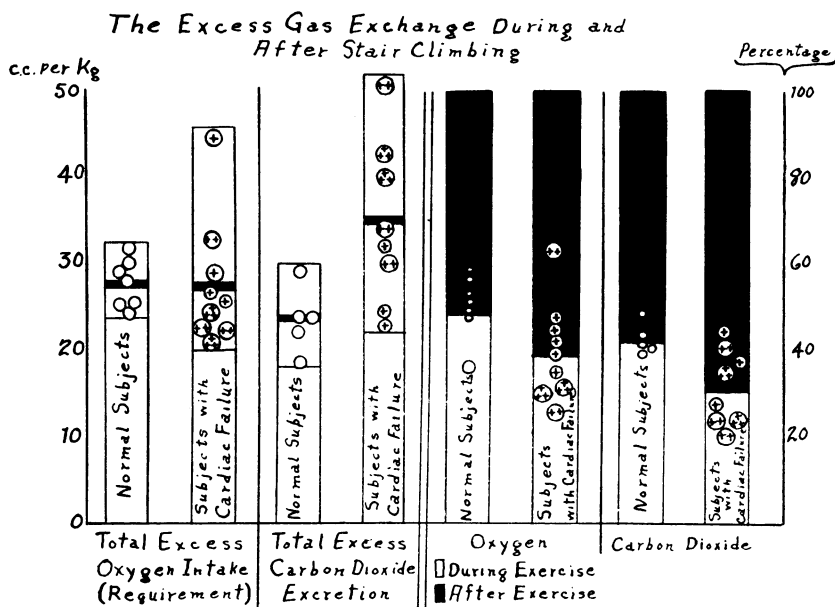 The Excess Gas Exchange During and
After Stair Climbing
c.c. per Kg
Percentage
50
40
30
20
10
0
100
80
60
40
20
Normal Subjects
Subjects with
Cardiac Failure
Normal Subjects
Subjects with
Cardiac Failure
Normal Subjects
Subjects
with Cardiac Failure
Normal Subjects
Subjects
with
Cardiac Failure
Total Excess
Oxygen Intake
(Requirement)
Total Excess
Carbon Dioxide
Excretion
Oxygen
Carbon Dioxide
During Exercise
After Exercise